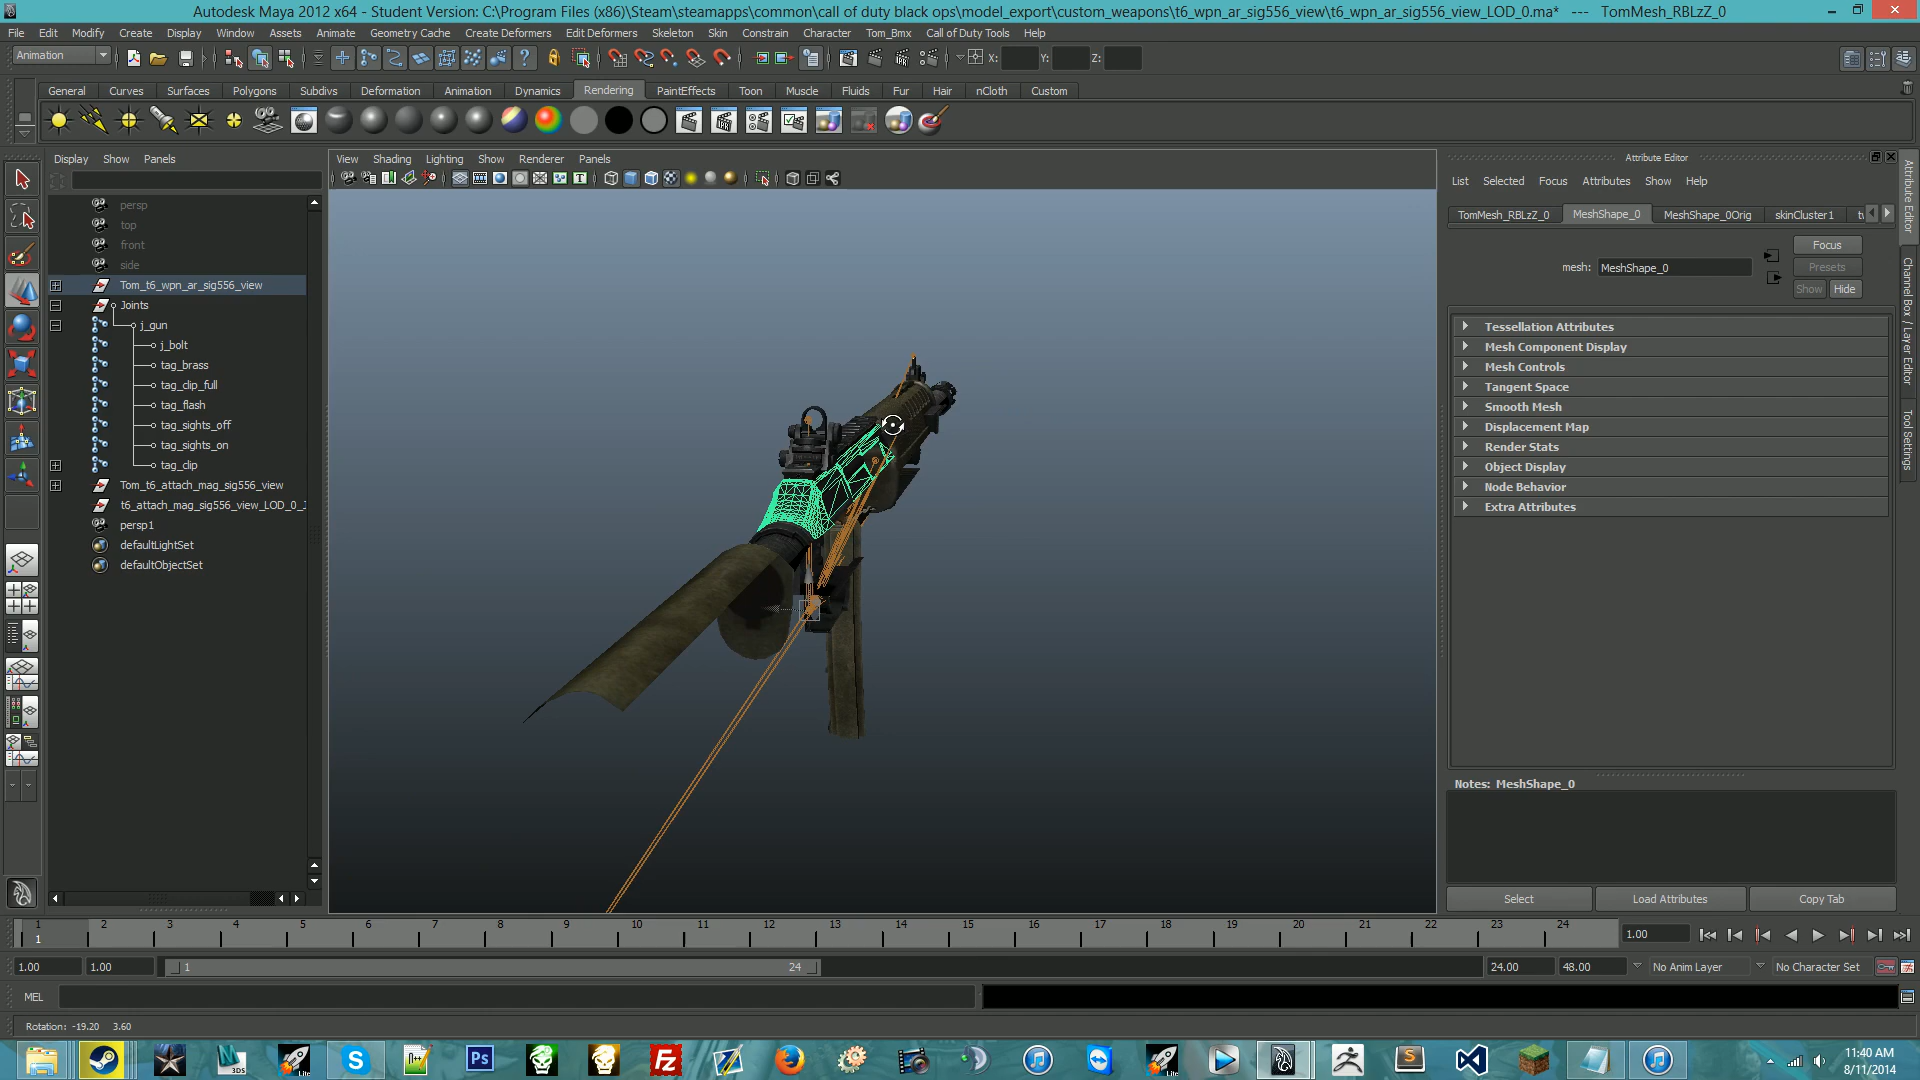 Autodesk Maya 2012 x64 - Student Version: C:\Program Files (x86)\Steam\steamapps\common\call of duty black ops\model_export\custom_weapons\t6_wpn_ar_sig556_view\t6_wpn_ar_sig556_view_LOD_0.ma* --- TomMesh_RBLzZ_0
File Edit Modify Create Display Window Assets Animate Geometry Cache Create Deformers Edit Deformers Skeleton Skin Constrain Character Tom_Bmx Call of Duty Tools Help
Animation X: Y: Z:
General Curves Surfaces Polygons Subdivs Deformation Animation Dynamics Rendering PaintEffects Toon Muscle Fluids Fur Hair nCloth Custom
Display Show Panels
View Shading Lighting Show Renderer Panels
Attribute Editor
List Selected Focus Attributes Show Help
persp
top
front
side
Tom_t6_wpn_ar_sig556_view
Joints
j_gun
j_bolt
tag_brass
tag_clip_full
tag_flash
tag_sights_off
tag_sights_on
tag_clip
Tom_t6_attach_mag_sig556_view
t6_attach_mag_sig556_view_LOD_0_
persp1
defaultLightSet
defaultObjectSet
TomMesh_RBLzZ_0 MeshShape_0 MeshShape_0Orig skinCluster1
mesh: MeshShape_0
Focus
Presets
Show Hide
Tessellation Attributes
Mesh Component Display
Mesh Controls
Tangent Space
Smooth Mesh
Displacement Map
Render Stats
Object Display
Node Behavior
Extra Attributes
Notes: MeshShape_0
Select Load Attributes Copy Tab
Attribute Editor
Channel Box / Layer Editor
Tool Settings
1 2 3 4 5 6 7 8 9 10 11 12 13 14 15 16 17 18 19 20 21 22 23 24
1
1.00
1.00 1.00 1 24 24.00 48.00 No Anim Layer No Character Set
MEL
Rotation: -19.20 3.60
11:40 AM
8/11/2014